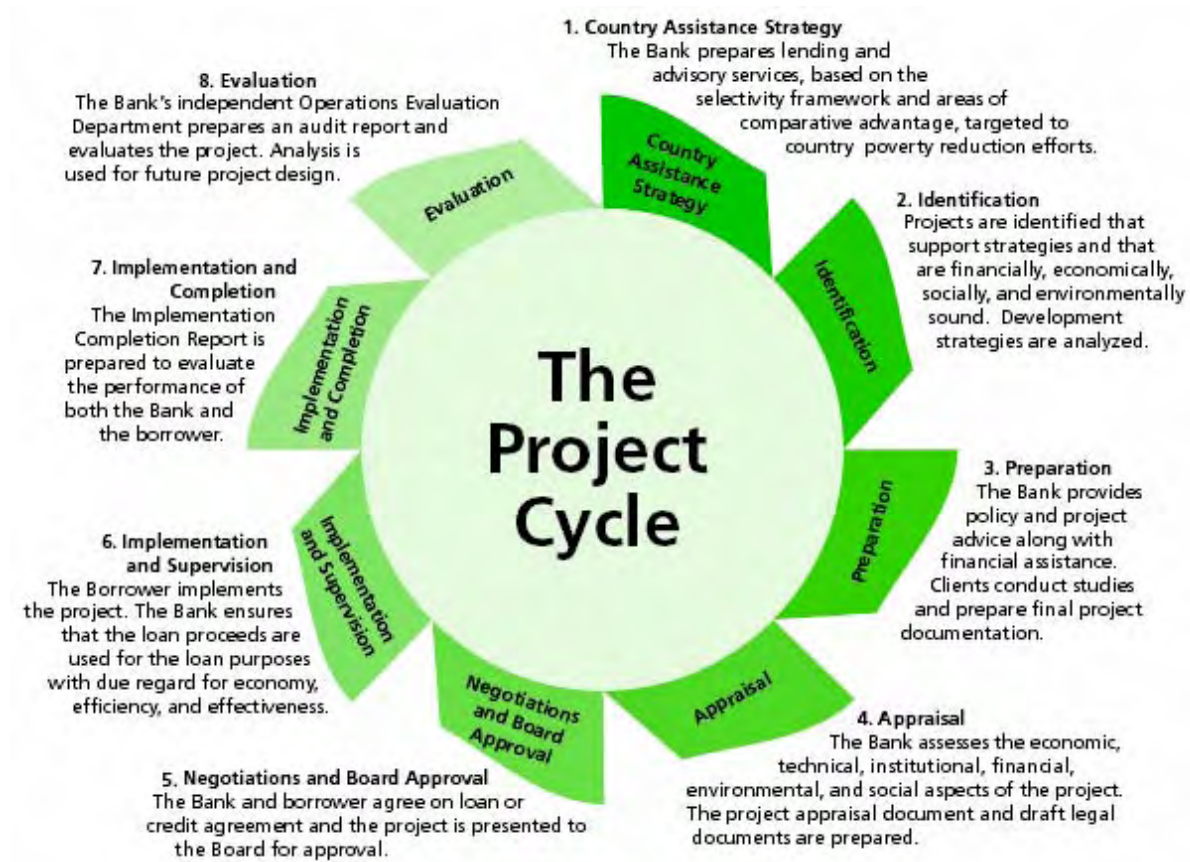 1. Country Assistance Strategy
The Bank prepares lending and
advisory services, based on the
selectivity framework and areas of
comparative advantage, targeted to
country poverty reduction efforts.
2. Identification
Projects are identified that
support strategies and that
are financially, economically,
socially, and environmentally
sound. Development
strategies are analyzed.
3. Preparation
The Bank provides
policy and project
advice along with
financial assistance.
Clients conduct studies
and prepare final project
documentation.
4. Appraisal
The Bank assesses the economic,
technical, institutional, financial,
environmental, and social aspects of the project.
The project appraisal document and draft legal
documents are prepared.
5. Negotiations and Board Approval
The Bank and borrower agree on loan or
credit agreement and the project is presented to
the Board for approval.
6. Implementation
and Supervision
The Borrower implements
the project. The Bank ensures
that the loan proceeds are
used for the loan purposes
with due regard for economy,
efficiency, and effectiveness.
7. Implementation and
Completion
The Implementation
Completion Report is
prepared to evaluate
the performance of
both the Bank and
the borrower.
8. Evaluation
The Bank's independent Operations Evaluation
Department prepares an audit report and
evaluates the project. Analysis is
used for future project design.
Country
Assistance
Strategy
Identification
Preparation
Appraisal
Negotiations
and Board
Approval
Implementation
and Supervision
Implementation
and Completion
Evaluation
The
Project
Cycle